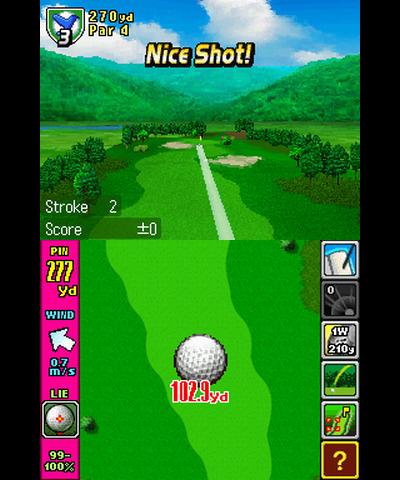 270yd
3
Par 4
Nice Shot!
Stroke 2
Score ±0
PIN
277
yd
WIND
0.7
m/s
LIE
99-
100%
102.9yd
0
1W
210y
?